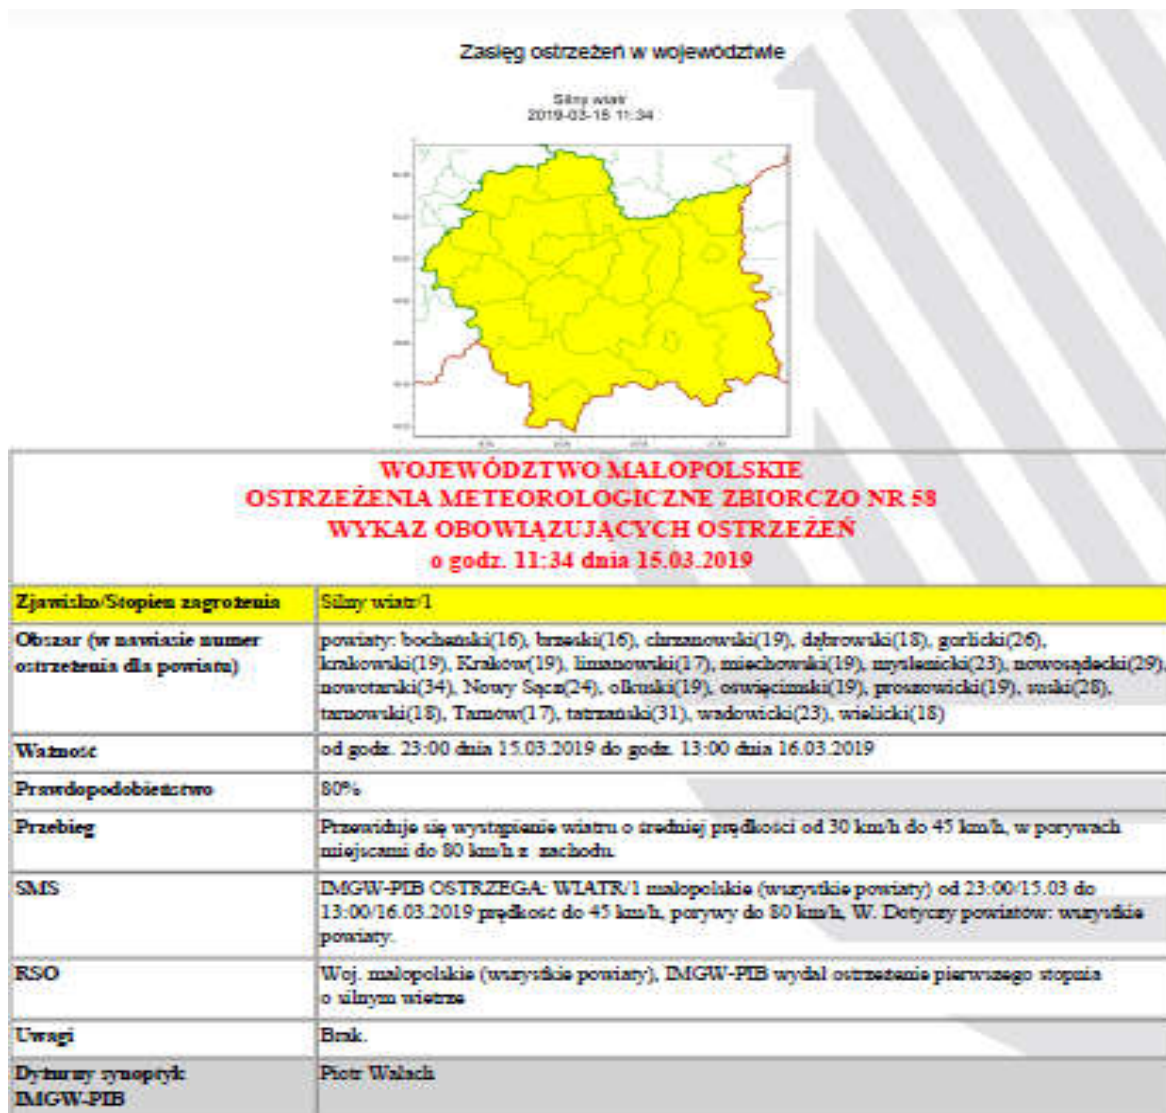 Zasięg ostrzeżeń w województwie
Silny wiatr
2019-03-15 11:34
WOJEWÓDZTWO MAŁOPOLSKIE
OSTRZEŻENIA METEOROLOGICZNE ZBIORCZO NR 58
WYKAZ OBOWIĄZUJĄCYCH OSTRZEŻEŃ
o godz. 11:34 dnia 15.03.2019
Zjawisko/Stopień zagrożenia
Silny wiatr/1
Obszar (w nawiasie numer
ostrzeżenia dla powiatu)
powiaty: bocheński(16), brzeski(16), chrzanowski(19), dąbrowski(18), gorlicki(26),
krakowski(19), Kraków(19), limanowski(17), miechowski(19), myślenicki(23), nowosądecki(29),
nowotarski(34), Nowy Sącz(24), olkuski(19), oświęcimski(19), proszowicki(19), suski(28),
tarnowski(18), Tarnów(17), tatrzański(31), wadowicki(23), wielicki(18)
Ważność
od godz. 23:00 dnia 15.03.2019 do godz. 13:00 dnia 16.03.2019
Prawdopodobieństwo
80%
Przebieg
Przewiduje się wystąpienie wiatru o średniej prędkości od 30 km/h do 45 km/h, w porywach
miejscami do 80 km/h z zachodu.
SMS
IMGW-PIB OSTRZEGA: WIATR/1 małopolskie (wszystkie powiaty) od 23:00/15.03 do
13:00/16.03.2019 prędkość do 45 km/h, porywy do 80 km/h, W. Dotyczy powiatów: wszystkie
powiaty.
RSO
Woj. małopolskie (wszystkie powiaty), IMGW-PIB wydał ostrzeżenie pierwszego stopnia
o silnym wietrze
Uwagi
Brak.
Dyżurny synoptyk
IMGW-PIB
Piotr Wałach